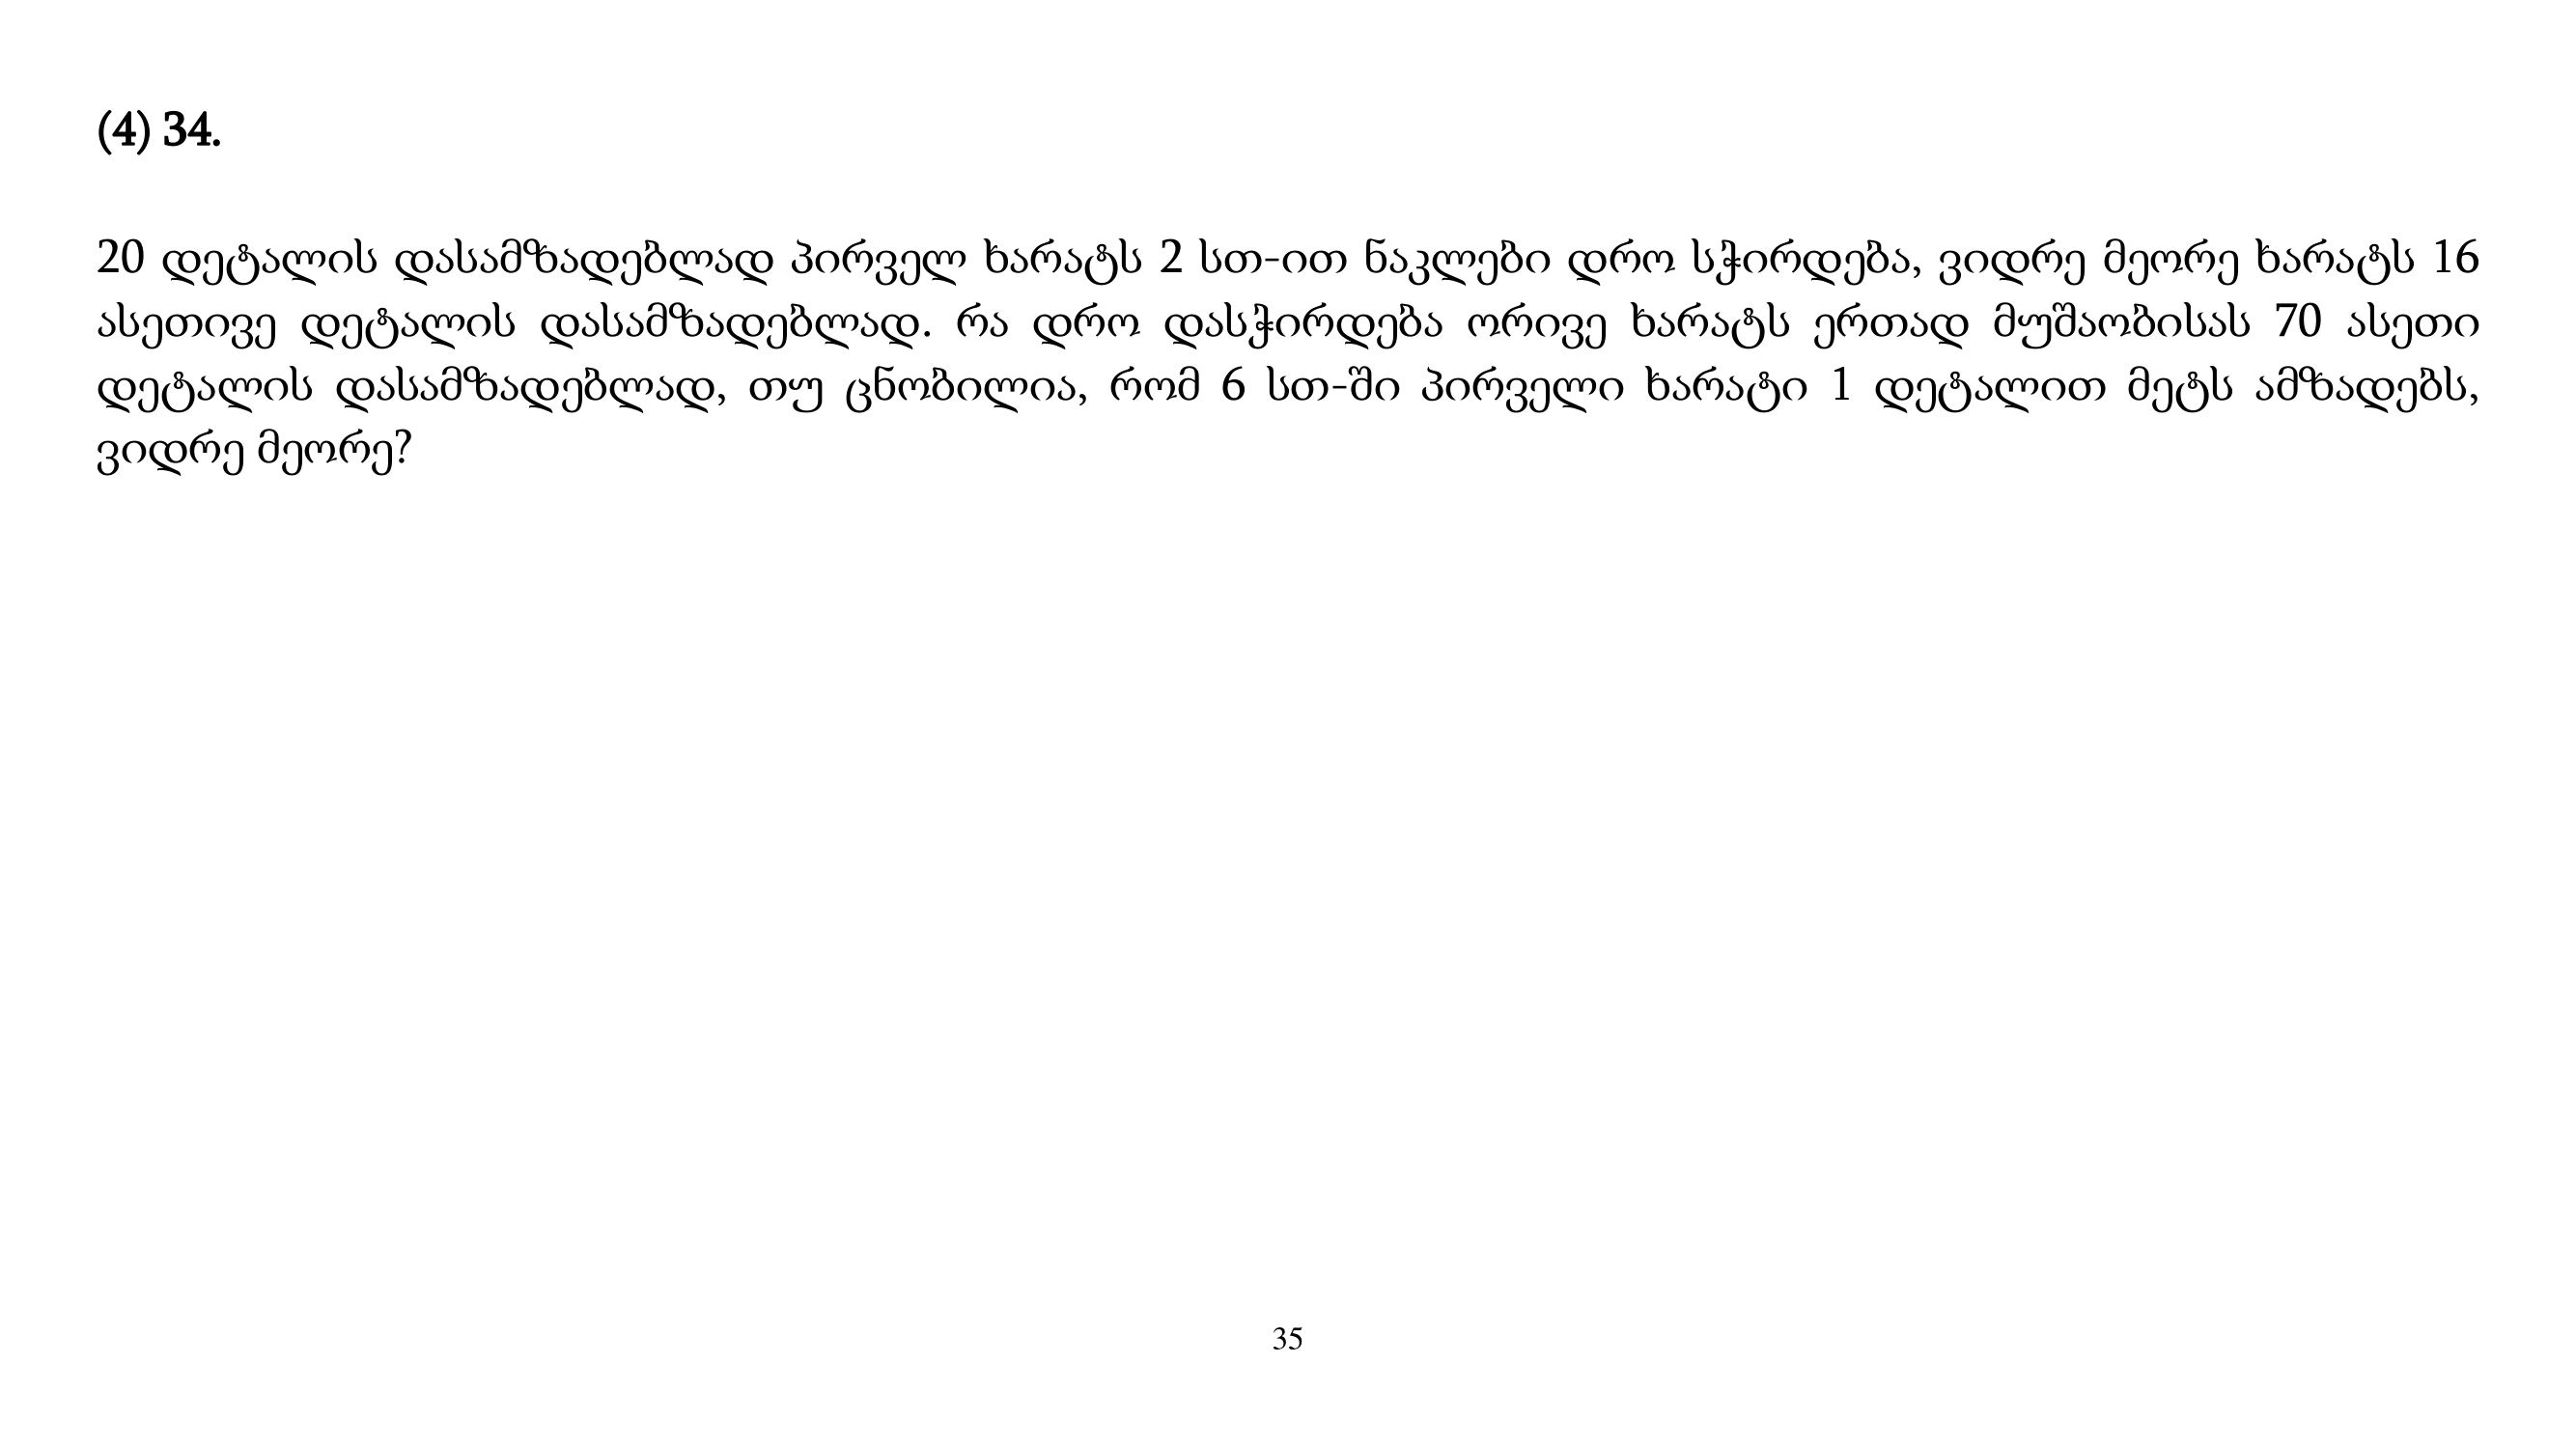 (4) 34.
20 დეტალის დასამზადებლად პირველ ხარატს 2 სთ-ით ნაკლები დრო სჭირდება, ვიდრე მეორე ხარატს 16
ასეთივე დეტალის დასამზადებლად. რა დრო დასჭირდება ორივე ხარატს ერთად მუშაობისას 70 ასეთი
დეტალის დასამზადებლად, თუ ცნობილია, რომ 6 სთ-ში პირველი ხარატი 1 დეტალით მეტს ამზადებს,
ვიდრე მეორე?
35